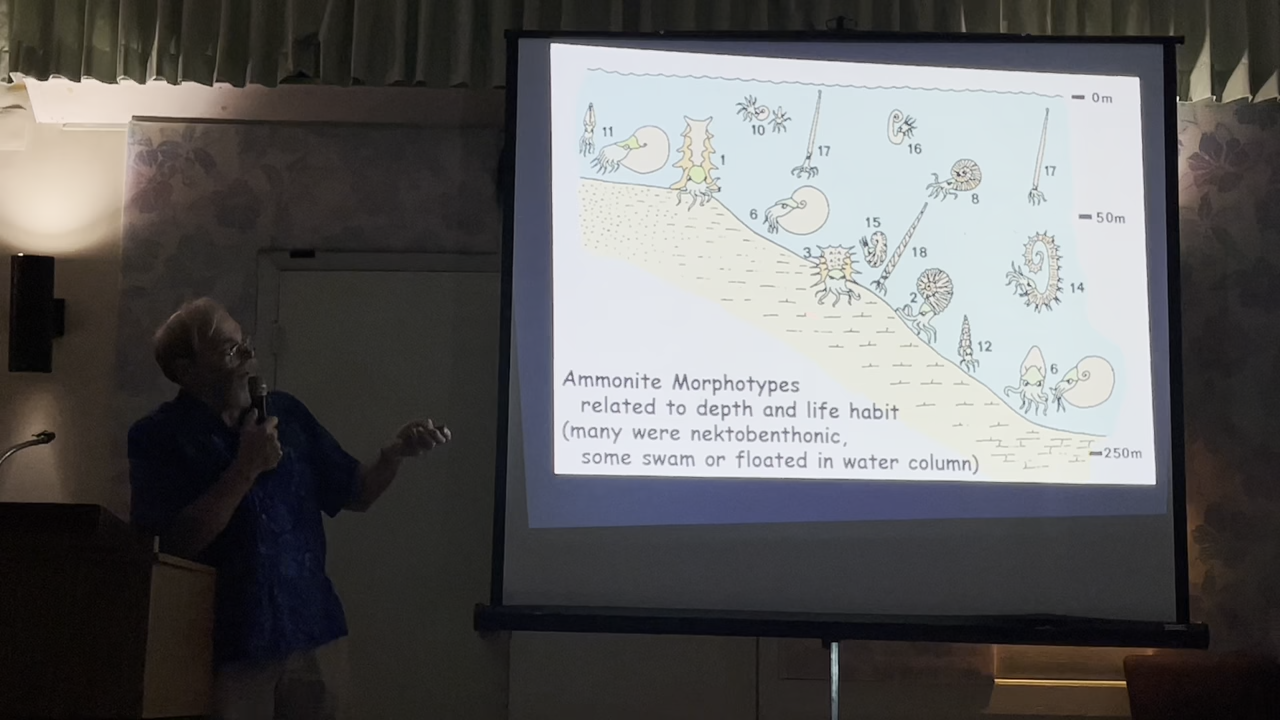 0m
11
10
17
16
1
17
8
6
50m
15
3
18
2
14
12
6
Ammonite Morphotypes
related to depth and life habit
(many were nektobenthonic,
some swam or floated in water column)
250m